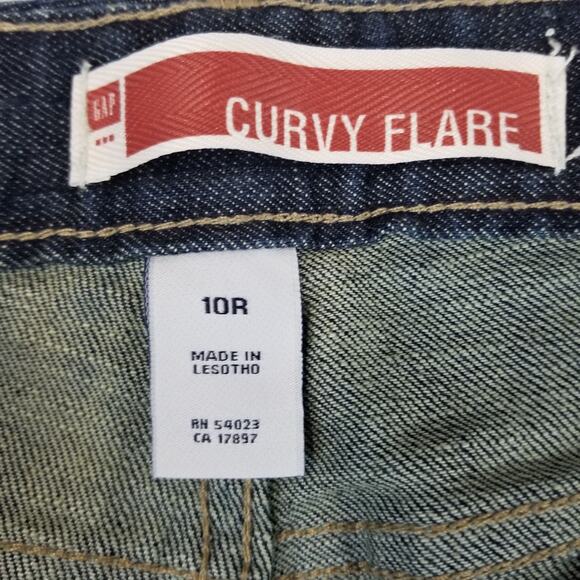 GAP
CURVY FLARE
10R
MADE IN
LESOTHO
RN 54023
CA 17897